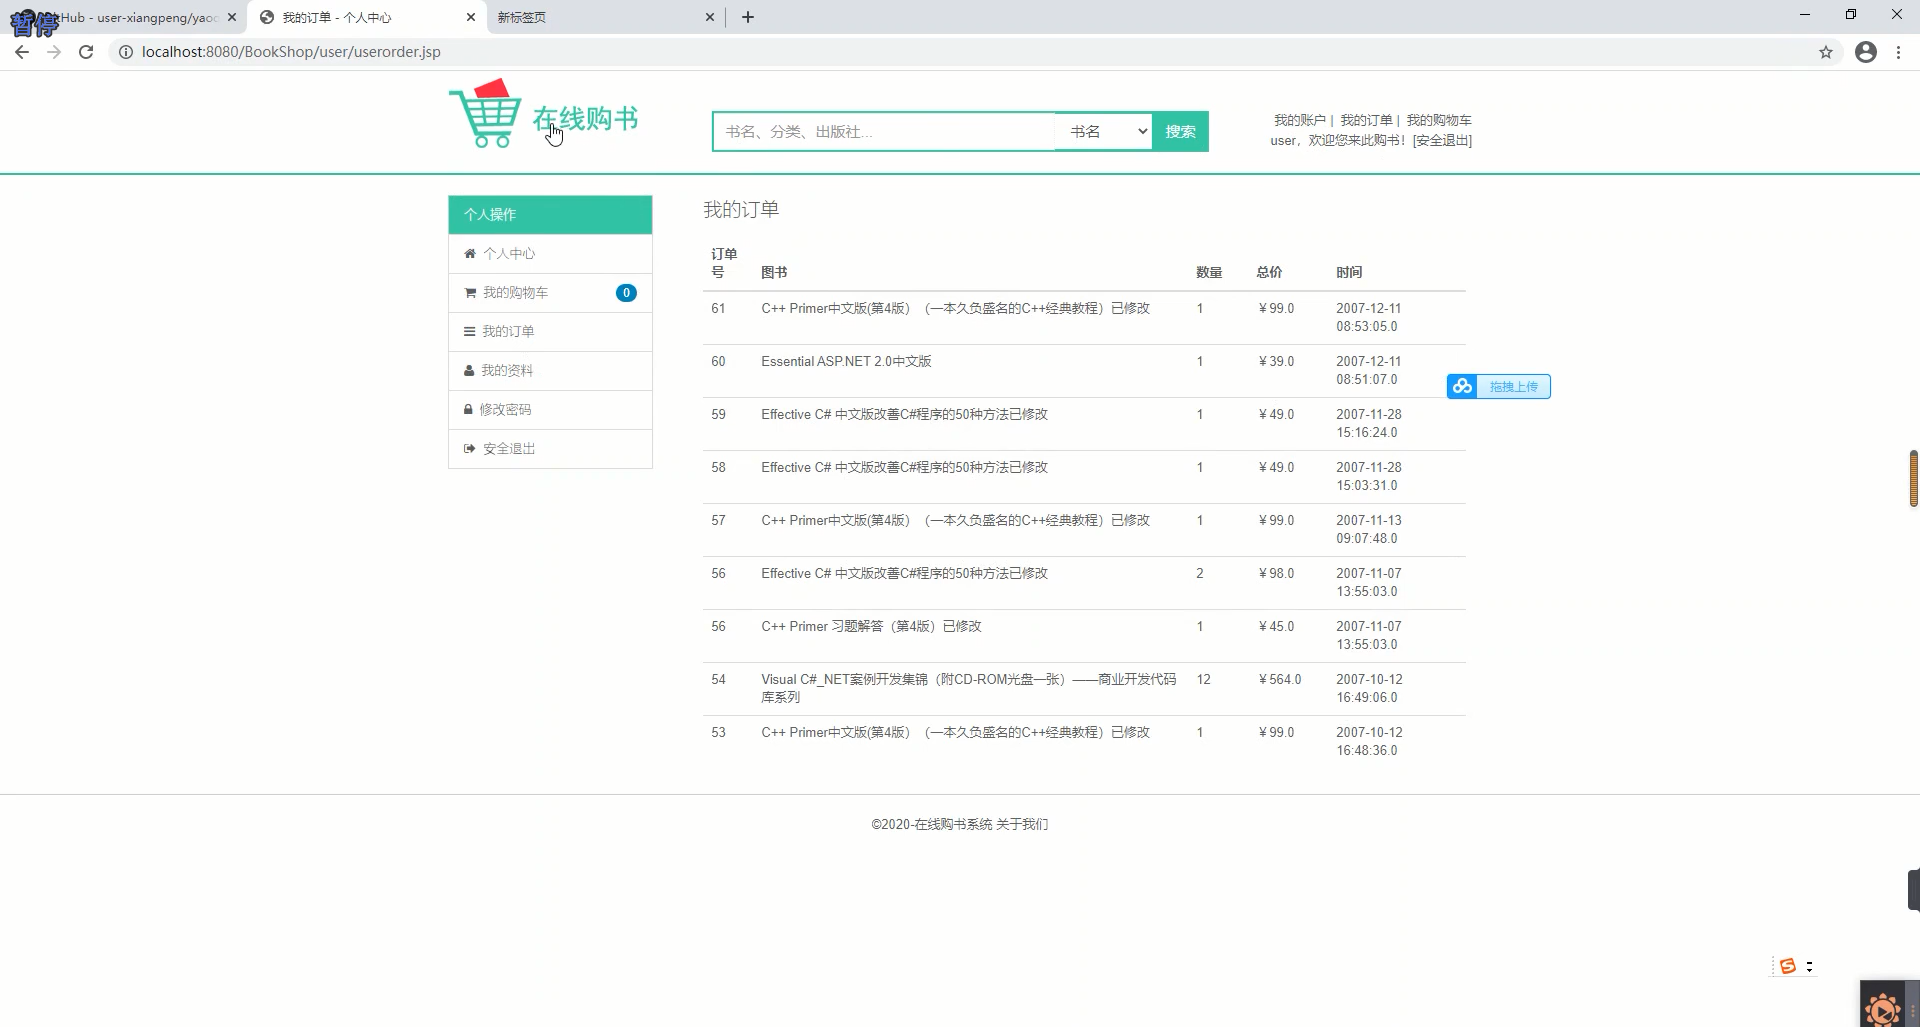 暂停
tHub - user-xiangpeng/yao
我的订单 - 个人中心
新标签页
localhost:8080/BookShop/user/userorder.jsp
在线购书
书名、分类、出版社...
书名
搜索
我的账户 | 我的订单 | 我的购物车
user，欢迎您来此购书！[安全退出]
个人操作
个人中心
我的购物车 0
我的订单
我的资料
修改密码
安全退出
我的订单
订单号 图书 数量 总价 时间
61 C++ Primer中文版(第4版）（一本久负盛名的C++经典教程）已修改 1 ￥99.0 2007-12-11
08:53:05.0
60 Essential ASP.NET 2.0中文版 1 ￥39.0 2007-12-11
08:51:07.0
59 Effective C# 中文版改善C#程序的50种方法已修改 1 ￥49.0 2007-11-28
15:16:24.0
58 Effective C# 中文版改善C#程序的50种方法已修改 1 ￥49.0 2007-11-28
15:03:31.0
57 C++ Primer中文版(第4版）（一本久负盛名的C++经典教程）已修改 1 ￥99.0 2007-11-13
09:07:48.0
56 Effective C# 中文版改善C#程序的50种方法已修改 2 ￥98.0 2007-11-07
13:55:03.0
56 C++ Primer 习题解答（第4版）已修改 1 ￥45.0 2007-11-07
13:55:03.0
54 Visual C#_NET案例开发集锦（附CD-ROM光盘一张）——商业开发代码 12 ￥564.0 2007-10-12
库系列 16:49:06.0
53 C++ Primer中文版(第4版）（一本久负盛名的C++经典教程）已修改 1 ￥99.0 2007-10-12
16:48:36.0
拖拽上传
©2020-在线购书系统 关于我们